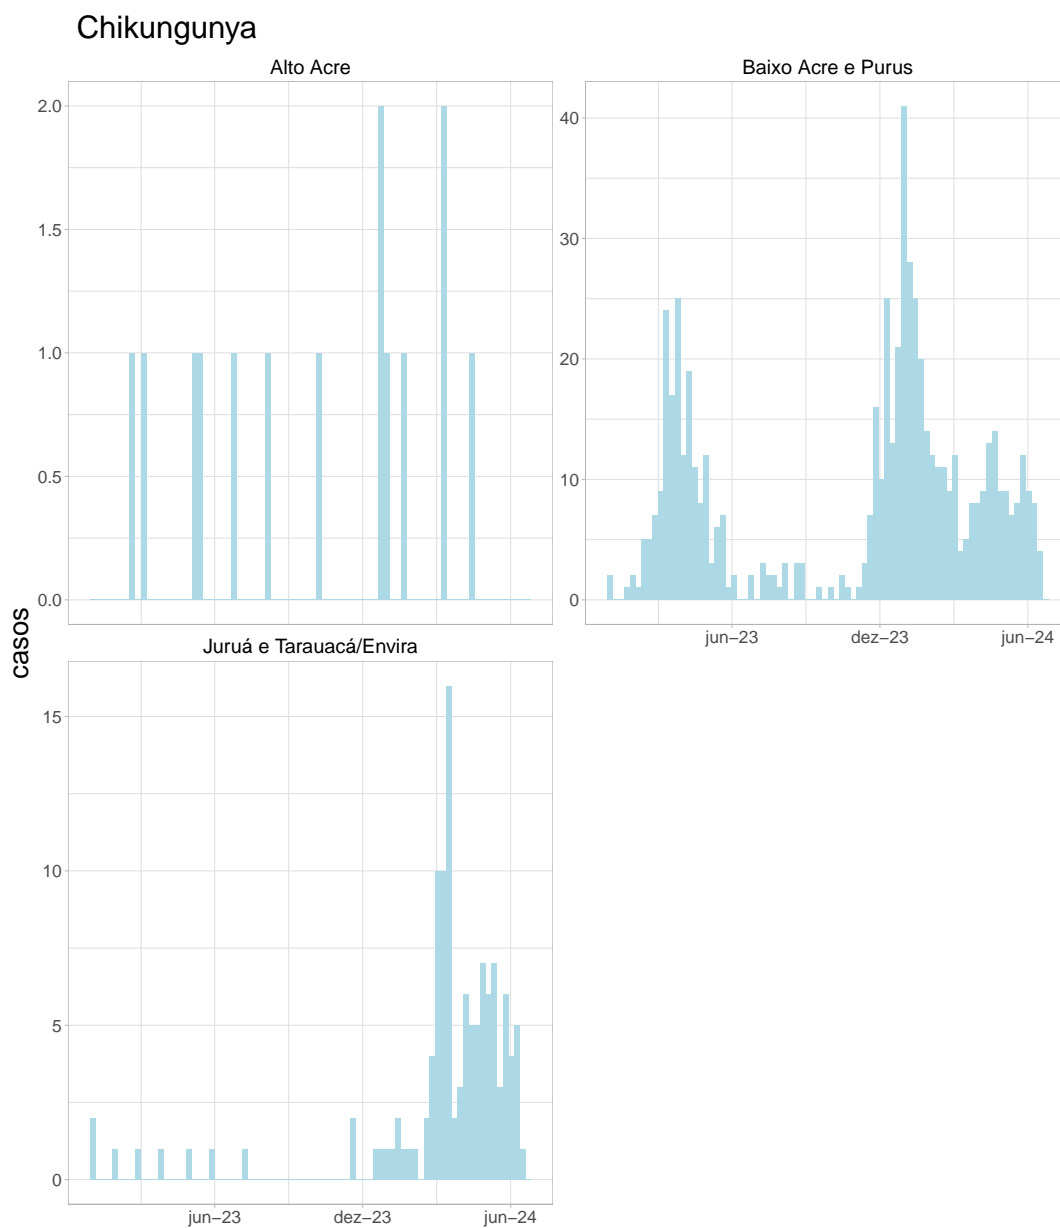 Chikungunya
Alto Acre
Baixo Acre e Purus
2.0
1.5
1.0
0.5
0.0
40
30
20
10
0
jun−23
dez−23
jun−24
casos
Juruá e Tarauacá/Envira
15
10
5
0
jun−23
dez−23
jun−24